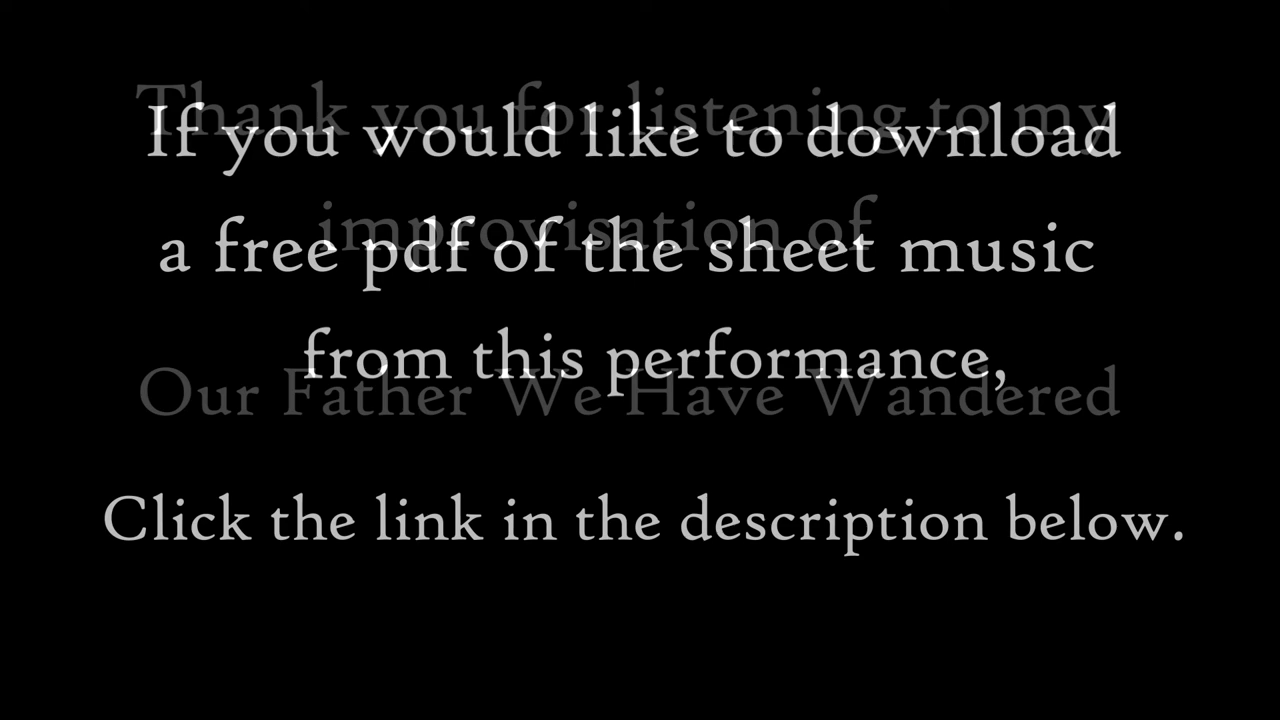 Thank you for listening to my
improvisation of
Our Father We Have Wandered
If you would like to download
a free pdf of the sheet music
from this performance,
Click the link in the description below.